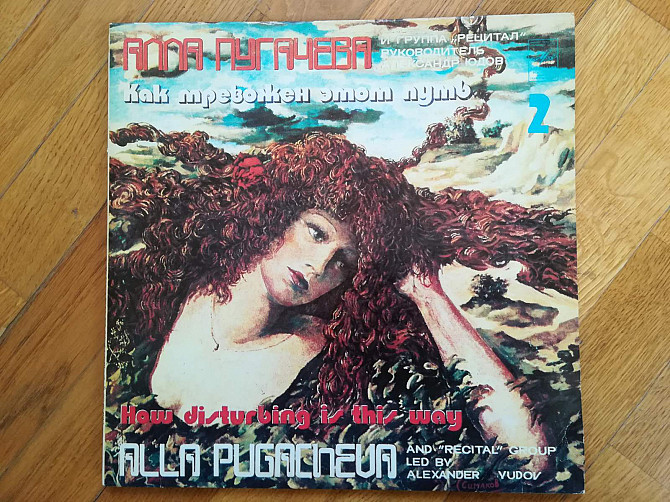 АЛЛА ПУГАЧЕВА
И ГРУППА „РЕЦИТАЛ"
РУКОВОДИТЕЛЬ
АЛЕКСАНДР ЮДОВ
Как тревожен этот путь
2
How disturbing is this way
ALLA PUGACHEVA
AND "RECITAL" GROUP
LED BY
ALEXANDER YUDOV